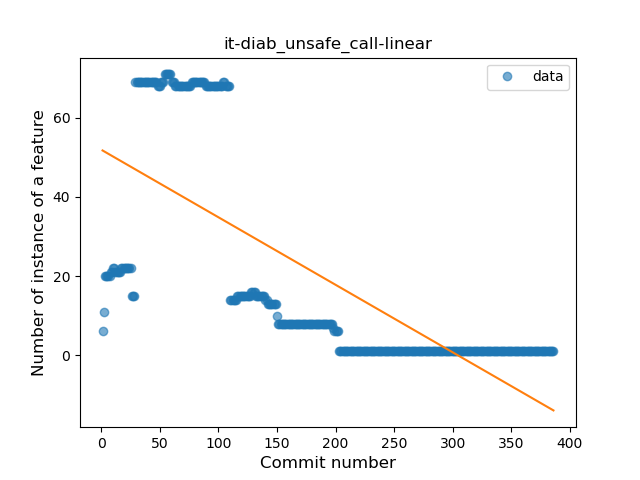 it-diab_unsafe_call-linear
data
Number of instance of a feature
60
40
20
0
0 50 100 150 200 250 300 350 400
Commit number